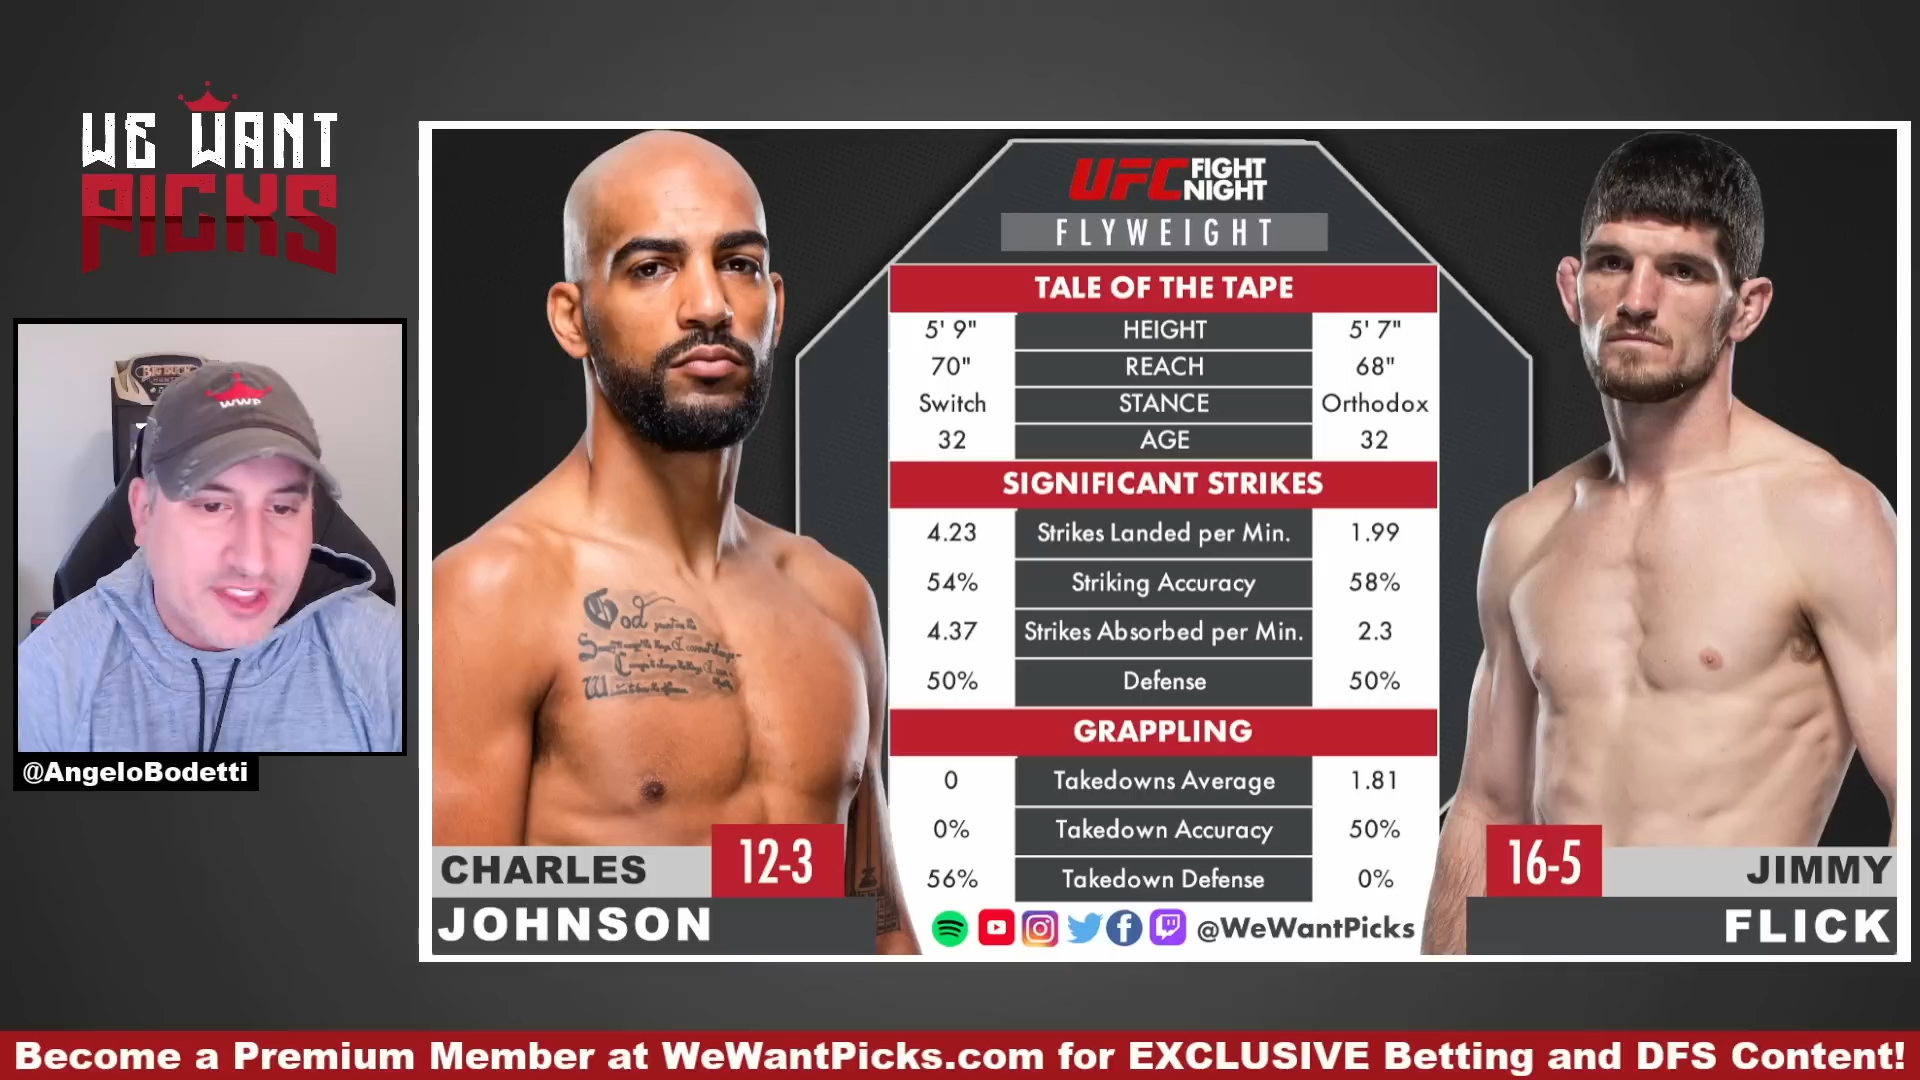 WE WANT
PICKS
BIG BUCK
WWP
@AngeloBodetti
UFC FIGHT NIGHT
FLYWEIGHT
TALE OF THE TAPE
5' 9" HEIGHT 5' 7"
70" REACH 68"
Switch STANCE Orthodox
32 AGE 32
SIGNIFICANT STRIKES
4.23 Strikes Landed per Min. 1.99
54% Striking Accuracy 58%
4.37 Strikes Absorbed per Min. 2.3
50% Defense 50%
GRAPPLING
0 Takedowns Average 1.81
0% Takedown Accuracy 50%
56% Takedown Defense 0%
@WeWantPicks
God
CHARLES 12-3
JOHNSON
16-5 JIMMY
FLICK
Become a Premium Member at WeWantPicks.com for EXCLUSIVE Betting and DFS Content!